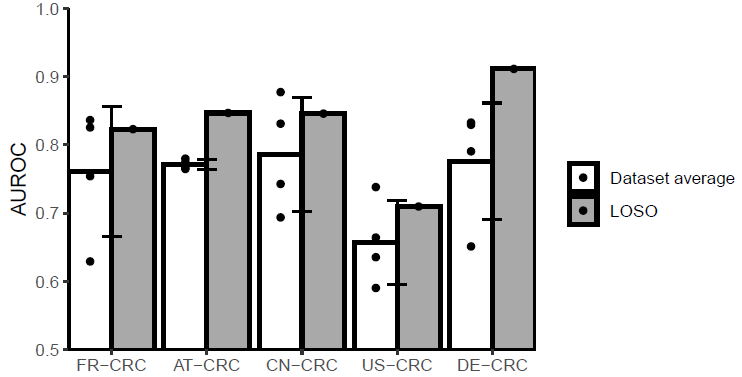 1.0
0.9
0.8
0.7
0.6
0.5
AUROC
FR−CRC
AT−CRC
CN−CRC
US−CRC
DE−CRC
Dataset average
LOSO